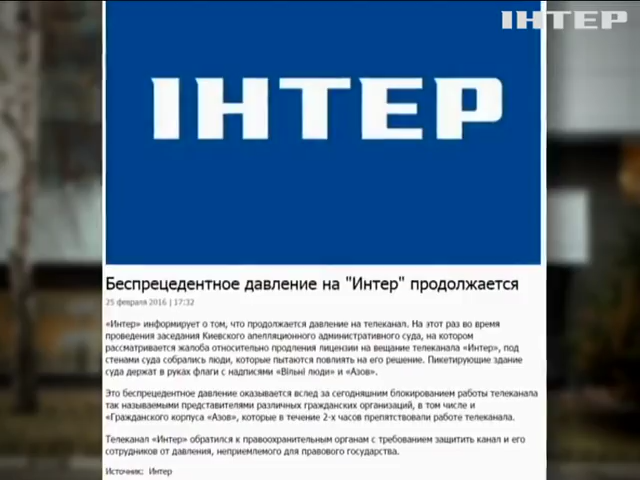 ІНТЕР
ІНТЕР
Беспрецедентное давление на "Интер" продолжается
25 февраля 2016 | 17:32
«Интер» информирует о том, что продолжается давление на телеканал. На этот раз во время
проведения заседания Киевского апелляционного административного суда, на котором
рассматривается жалоба относительно продления лицензии на вещание телеканала «Интер», под
стенами суда собрались люди, которые пытаются повлиять на его решение. Пикетирующие здание
суда держат в руках флаги с надписями «Вільні люди» и «Азов».
Это беспрецедентное давление оказывается вслед за сегодняшним блокированием работы телеканала
так называемыми представителями различных гражданских организаций, в том числе и
«Гражданского корпуса «Азов», которые в течение 2-х часов препятствовали работе телеканала.
Телеканал «Интер» обратился к правоохранительным органам с требованием защитить канал и его
сотрудников от давления, неприемлемого для правового государства.
Источник: Интер